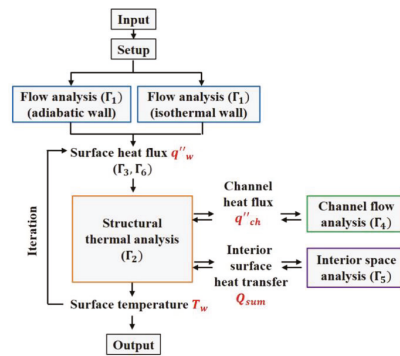 Input
Setup
Flow analysis (Γ₁)
(adiabatic wall)
Flow analysis (Γ₁)
(isothermal wall)
Surface heat flux q″w
(Γ₃, Γ₆)
Iteration
Structural
thermal analysis
(Γ₂)
Channel
heat flux
q″ch
Channel flow
analysis (Γ₄)
Interior
surface
heat transfer
Qsum
Interior space
analysis (Γ₅)
Surface temperature Tw
Output